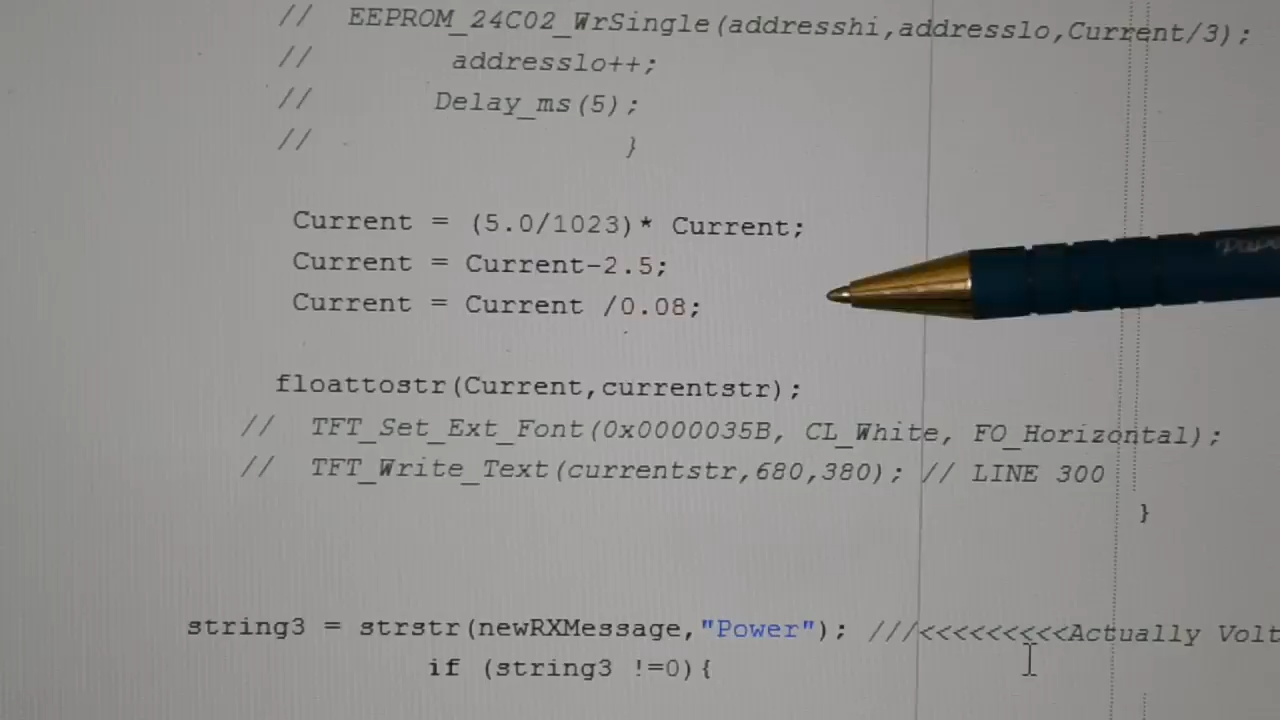 //  EEPROM_24C02_WrSingle(addresshi,addresslo,Current/3);
//        addresslo++;
//       Delay_ms(5);
//                  }
Current = (5.0/1023)* Current;
Current = Current-2.5;
Current = Current /0.08;
floattostr(Current,currentstr);
//  TFT_Set_Ext_Font(0x0000035B, CL_White, FO_Horizontal);
//  TFT_Write_Text(currentstr,680,380); // LINE 300
}
string3 = strstr(newRXMessage,"Power"); ///<<<<<<<<<Actually Volt
if (string3 !=0){